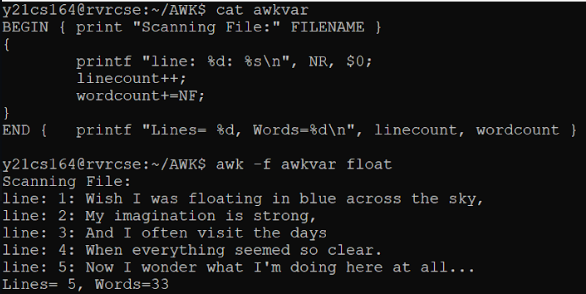 y21cs164@rvrcse:~/AWK$ cat awkvar
BEGIN { print "Scanning File:" FILENAME }
{
        printf "line: %d: %s\n", NR, $0;
        linecount++;
        wordcount+=NF;
}
END {   printf "Lines= %d, Words=%d\n", linecount, wordcount }
y21cs164@rvrcse:~/AWK$ awk -f awkvar float
Scanning File:
line: 1: Wish I was floating in blue across the sky,
line: 2: My imagination is strong,
line: 3: And I often visit the days
line: 4: When everything seemed so clear.
line: 5: Now I wonder what I'm doing here at all...
Lines= 5, Words=33